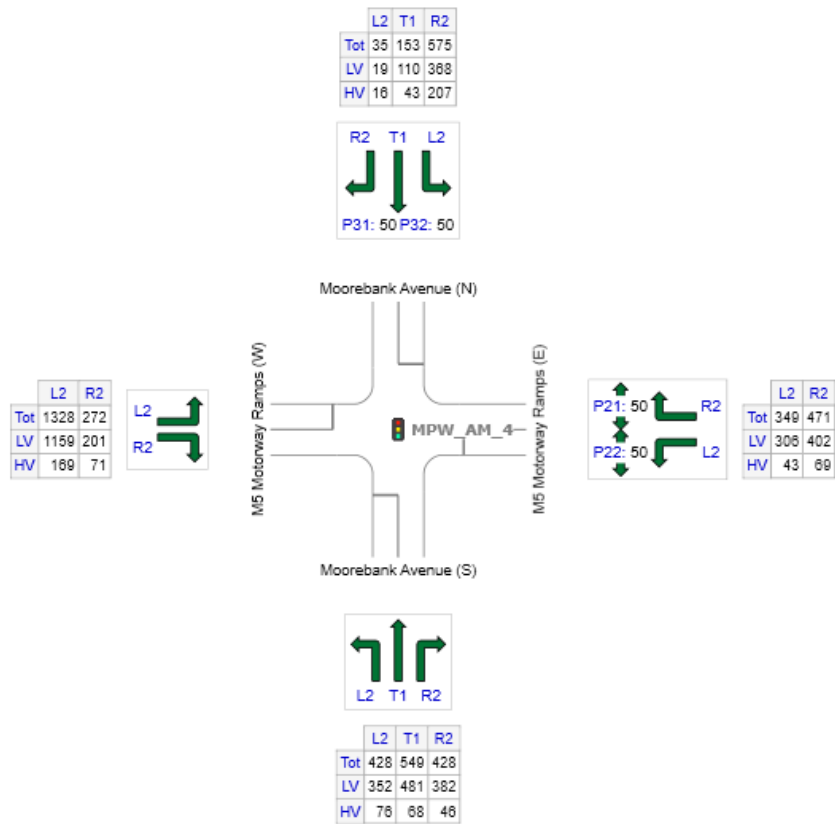 L2 T1 R2
Tot 35 153 575
LV 19 110 368
HV 16 43 207
R2 T1 L2
P31: 50 P32: 50
Moorebank Avenue (N)
M5 Motorway Ramps (W)
M5 Motorway Ramps (E)
L2 R2
Tot 1328 272
LV 1159 201
HV 169 71
L2
R2
MPW_AM_4
P21: 50 R2
P22: 50 L2
L2 R2
Tot 349 471
LV 306 402
HV 43 69
Moorebank Avenue (S)
L2 T1 R2
L2 T1 R2
Tot 428 549 428
LV 352 481 382
HV 76 68 46